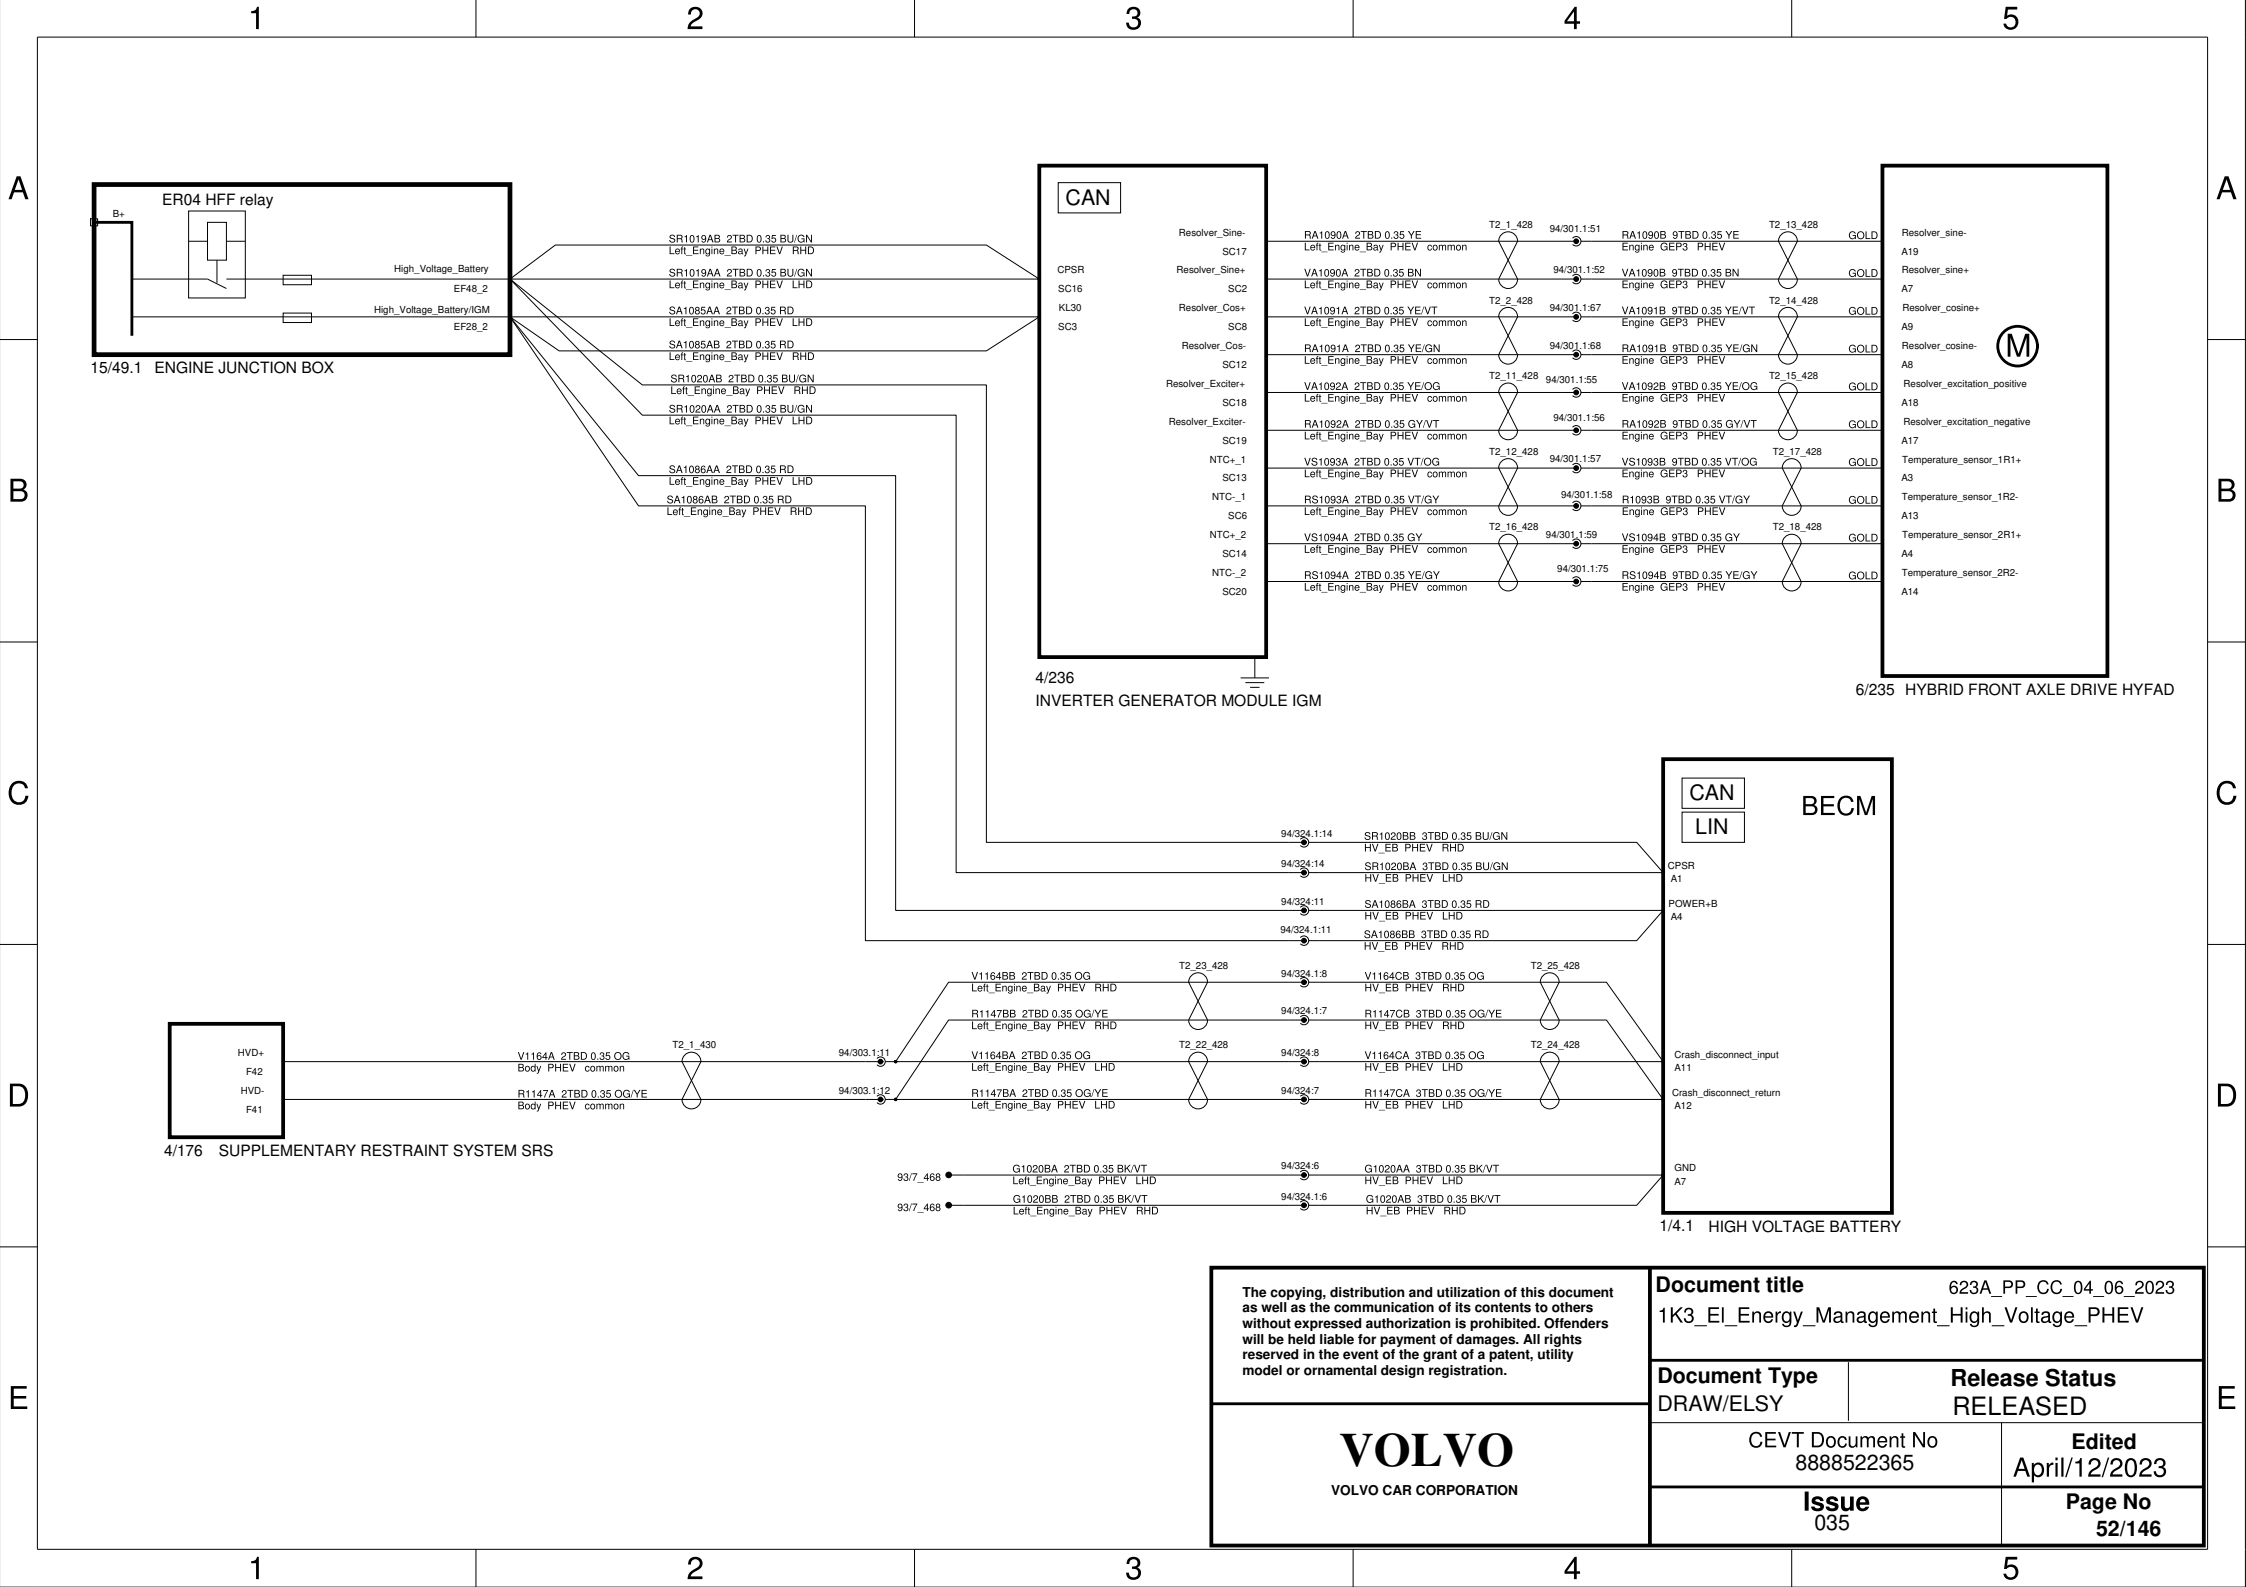 1 2 3 4 5
A A
B B
C C
D D
E E
ER04 HFF relay
B+
High_Voltage_Battery
EF48_2
High_Voltage_Battery/IGM
EF28_2
15/49.1 ENGINE JUNCTION BOX
SR1019AB 2TBD 0.35 BU/GN
Left_Engine_Bay PHEV RHD
SR1019AA 2TBD 0.35 BU/GN
Left_Engine_Bay PHEV LHD
SA1085AA 2TBD 0.35 RD
Left_Engine_Bay PHEV LHD
SA1085AB 2TBD 0.35 RD
Left_Engine_Bay PHEV RHD
SR1020AB 2TBD 0.35 BU/GN
Left_Engine_Bay PHEV RHD
SR1020AA 2TBD 0.35 BU/GN
Left_Engine_Bay PHEV LHD
SA1086AA 2TBD 0.35 RD
Left_Engine_Bay PHEV LHD
SA1086AB 2TBD 0.35 RD
Left_Engine_Bay PHEV RHD
CAN
CPSR
SC16
KL30
SC3
Resolver_Sine-
SC17
Resolver_Sine+
SC2
Resolver_Cos+
SC8
Resolver_Cos-
SC12
Resolver_Exciter+
SC18
Resolver_Exciter-
SC19
NTC+_1
SC13
NTC-_1
SC6
NTC+_2
SC14
NTC-_2
SC20
4/236
INVERTER GENERATOR MODULE IGM
RA1090A 2TBD 0.35 YE T2_1_428 94/301.1:51 RA1090B 9TBD 0.35 YE T2_13_428 GOLD
Left_Engine_Bay PHEV common Engine GEP3 PHEV
VA1090A 2TBD 0.35 BN 94/301.1:52 VA1090B 9TBD 0.35 BN GOLD
Left_Engine_Bay PHEV common Engine GEP3 PHEV
VA1091A 2TBD 0.35 YE/VT T2_2_428 94/301.1:67 VA1091B 9TBD 0.35 YE/VT T2_14_428 GOLD
Left_Engine_Bay PHEV common Engine GEP3 PHEV
RA1091A 2TBD 0.35 YE/GN 94/301.1:68 RA1091B 9TBD 0.35 YE/GN GOLD
Left_Engine_Bay PHEV common Engine GEP3 PHEV
VA1092A 2TBD 0.35 YE/OG T2_11_428 94/301.1:55 VA1092B 9TBD 0.35 YE/OG T2_15_428 GOLD
Left_Engine_Bay PHEV common Engine GEP3 PHEV
RA1092A 2TBD 0.35 GY/VT 94/301.1:56 RA1092B 9TBD 0.35 GY/VT GOLD
Left_Engine_Bay PHEV common Engine GEP3 PHEV
VS1093A 2TBD 0.35 VT/OG T2_12_428 94/301.1:57 VS1093B 9TBD 0.35 VT/OG T2_17_428 GOLD
Left_Engine_Bay PHEV common Engine GEP3 PHEV
RS1093A 2TBD 0.35 VT/GY 94/301.1:58 R1093B 9TBD 0.35 VT/GY GOLD
Left_Engine_Bay PHEV common Engine GEP3 PHEV
VS1094A 2TBD 0.35 GY T2_16_428 94/301.1:59 VS1094B 9TBD 0.35 GY T2_18_428 GOLD
Left_Engine_Bay PHEV common Engine GEP3 PHEV
RS1094A 2TBD 0.35 YE/GY 94/301.1:75 RS1094B 9TBD 0.35 YE/GY GOLD
Left_Engine_Bay PHEV common Engine GEP3 PHEV
Resolver_sine-
A19
Resolver_sine+
A7
Resolver_cosine+
A9
Resolver_cosine-
A8
M
Resolver_excitation_positive
A18
Resolver_excitation_negative
A17
Temperature_sensor_1R1+
A3
Temperature_sensor_1R2-
A13
Temperature_sensor_2R1+
A4
Temperature_sensor_2R2-
A14
6/235 HYBRID FRONT AXLE DRIVE HYFAD
CAN
LIN
BECM
94/324.1:14 SR1020BB 3TBD 0.35 BU/GN
HV_EB PHEV RHD
94/324:14 SR1020BA 3TBD 0.35 BU/GN
HV_EB PHEV LHD
CPSR
A1
94/324:11 SA1086BA 3TBD 0.35 RD
HV_EB PHEV LHD
POWER+B
A4
94/324.1:11 SA1086BB 3TBD 0.35 RD
HV_EB PHEV RHD
V1164BB 2TBD 0.35 OG T2_23_428 94/324.1:8 V1164CB 3TBD 0.35 OG T2_25_428
Left_Engine_Bay PHEV RHD HV_EB PHEV RHD
R1147BB 2TBD 0.35 OG/YE 94/324.1:7 R1147CB 3TBD 0.35 OG/YE
Left_Engine_Bay PHEV RHD HV_EB PHEV RHD
HVD+
F42
HVD-
F41
4/176 SUPPLEMENTARY RESTRAINT SYSTEM SRS
V1164A 2TBD 0.35 OG T2_1_430 94/303.1:11 V1164BA 2TBD 0.35 OG T2_22_428 94/324:8 V1164CA 3TBD 0.35 OG T2_24_428
Body PHEV common Left_Engine_Bay PHEV LHD HV_EB PHEV LHD
R1147A 2TBD 0.35 OG/YE 94/303.1:12 R1147BA 2TBD 0.35 OG/YE 94/324:7 R1147CA 3TBD 0.35 OG/YE
Body PHEV common Left_Engine_Bay PHEV LHD HV_EB PHEV LHD
Crash_disconnect_input
A11
Crash_disconnect_return
A12
93/7_468 G1020BA 2TBD 0.35 BK/VT 94/324:6 G1020AA 3TBD 0.35 BK/VT
Left_Engine_Bay PHEV LHD HV_EB PHEV LHD
93/7_468 G1020BB 2TBD 0.35 BK/VT 94/324.1:6 G1020AB 3TBD 0.35 BK/VT
Left_Engine_Bay PHEV RHD HV_EB PHEV RHD
GND
A7
1/4.1 HIGH VOLTAGE BATTERY
The copying, distribution and utilization of this document
as well as the communication of its contents to others
without expressed authorization is prohibited. Offenders
will be held liable for payment of damages. All rights
reserved in the event of the grant of a patent, utility
model or ornamental design registration.
VOLVO
VOLVO CAR CORPORATION
Document title 623A_PP_CC_04_06_2023
1K3_El_Energy_Management_High_Voltage_PHEV
Document Type
DRAW/ELSY
Release Status
RELEASED
CEVT Document No
8888522365
Edited
April/12/2023
Issue
035
Page No
52/146
1 2 3 4 5